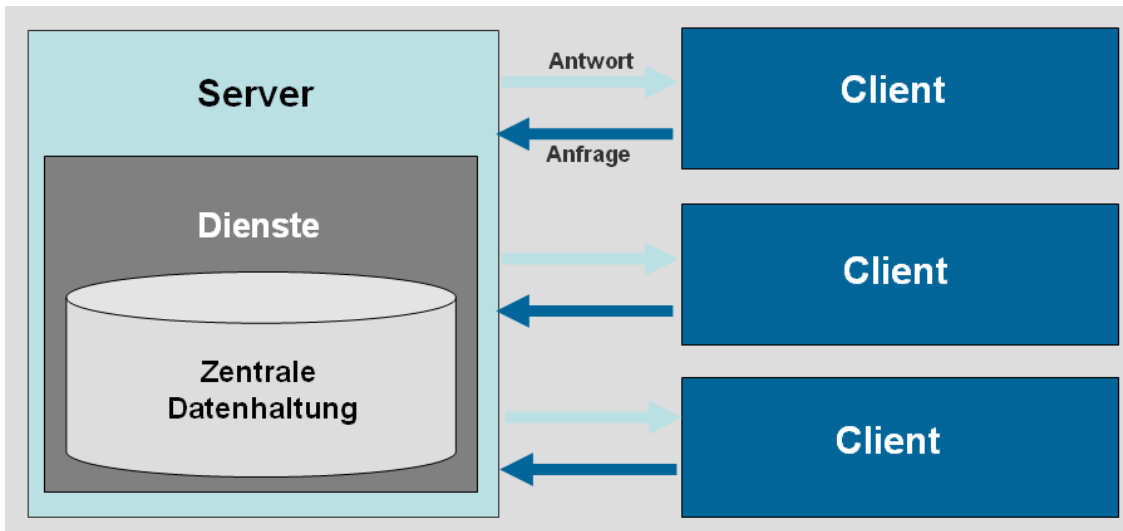 Server
Antwort
Client
Anfrage
Dienste
Client
Zentrale
Datenhaltung
Client